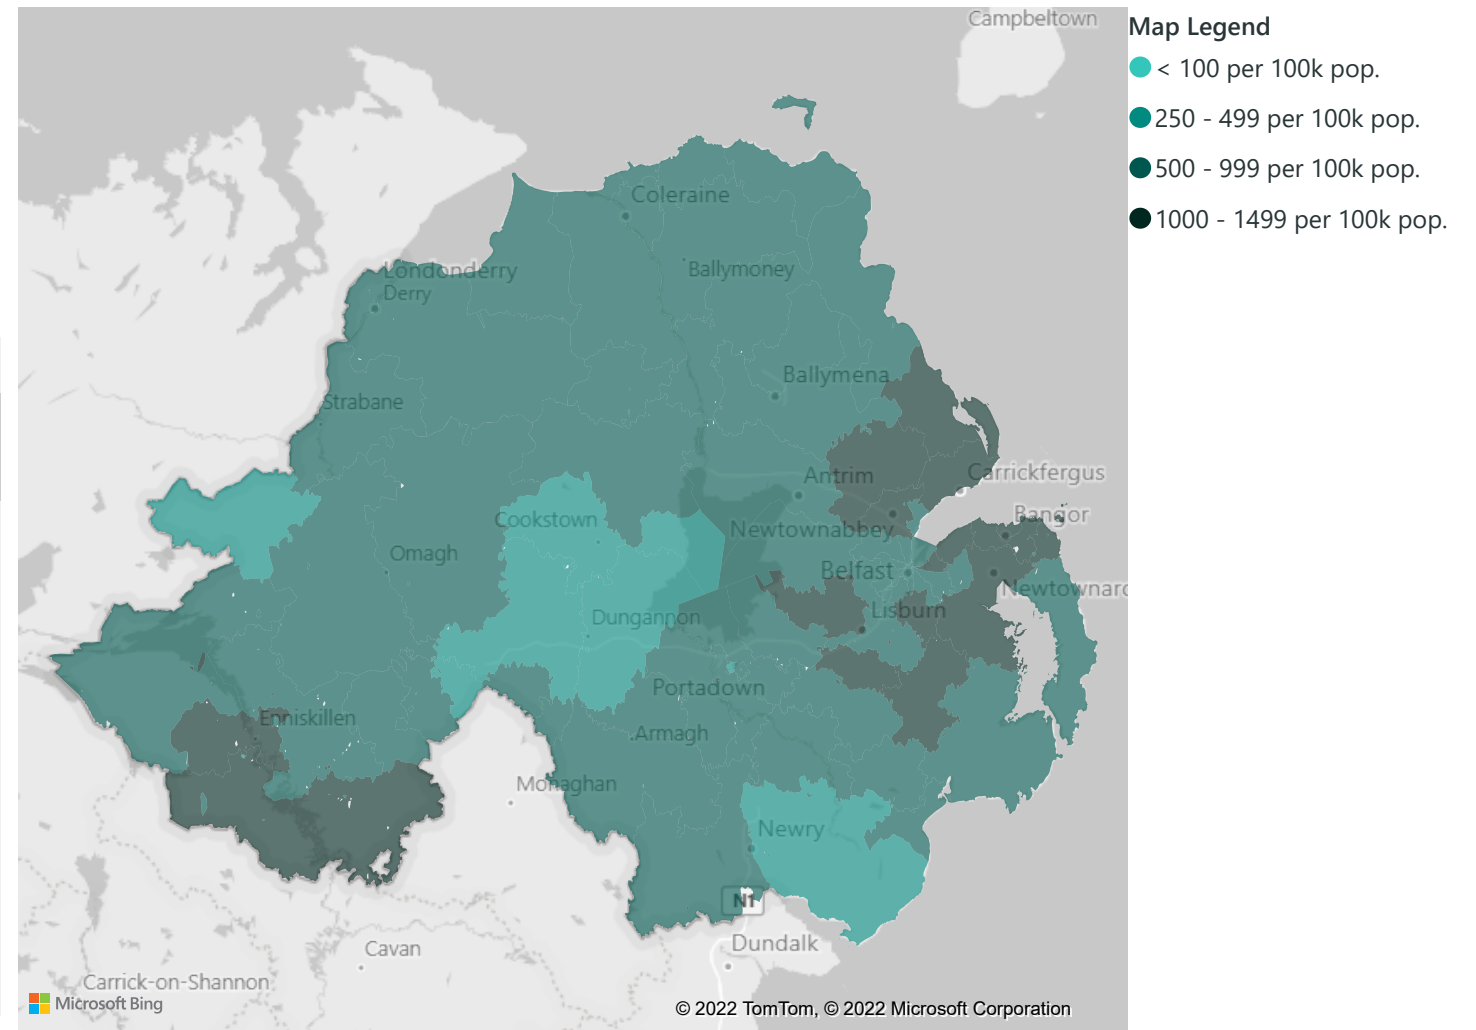 Campbeltown
Map Legend
< 100 per 100k pop.
250 - 499 per 100k pop.
500 - 999 per 100k pop.
1000 - 1499 per 100k pop.
Coleraine
Londonderry
Derry
Ballymoney
Ballymena
Strabane
Antrim
Carrickfergus
Cookstown
Newtownabbey
Bangor
Omagh
Belfast
Newtownarc
Dungannon
Lisburn
Portadown
Enniskillen
Armagh
Monaghan
Newry
N1
Cavan
Dundalk
Carrick-on-Shannon
Microsoft Bing
© 2022 TomTom, © 2022 Microsoft Corporation